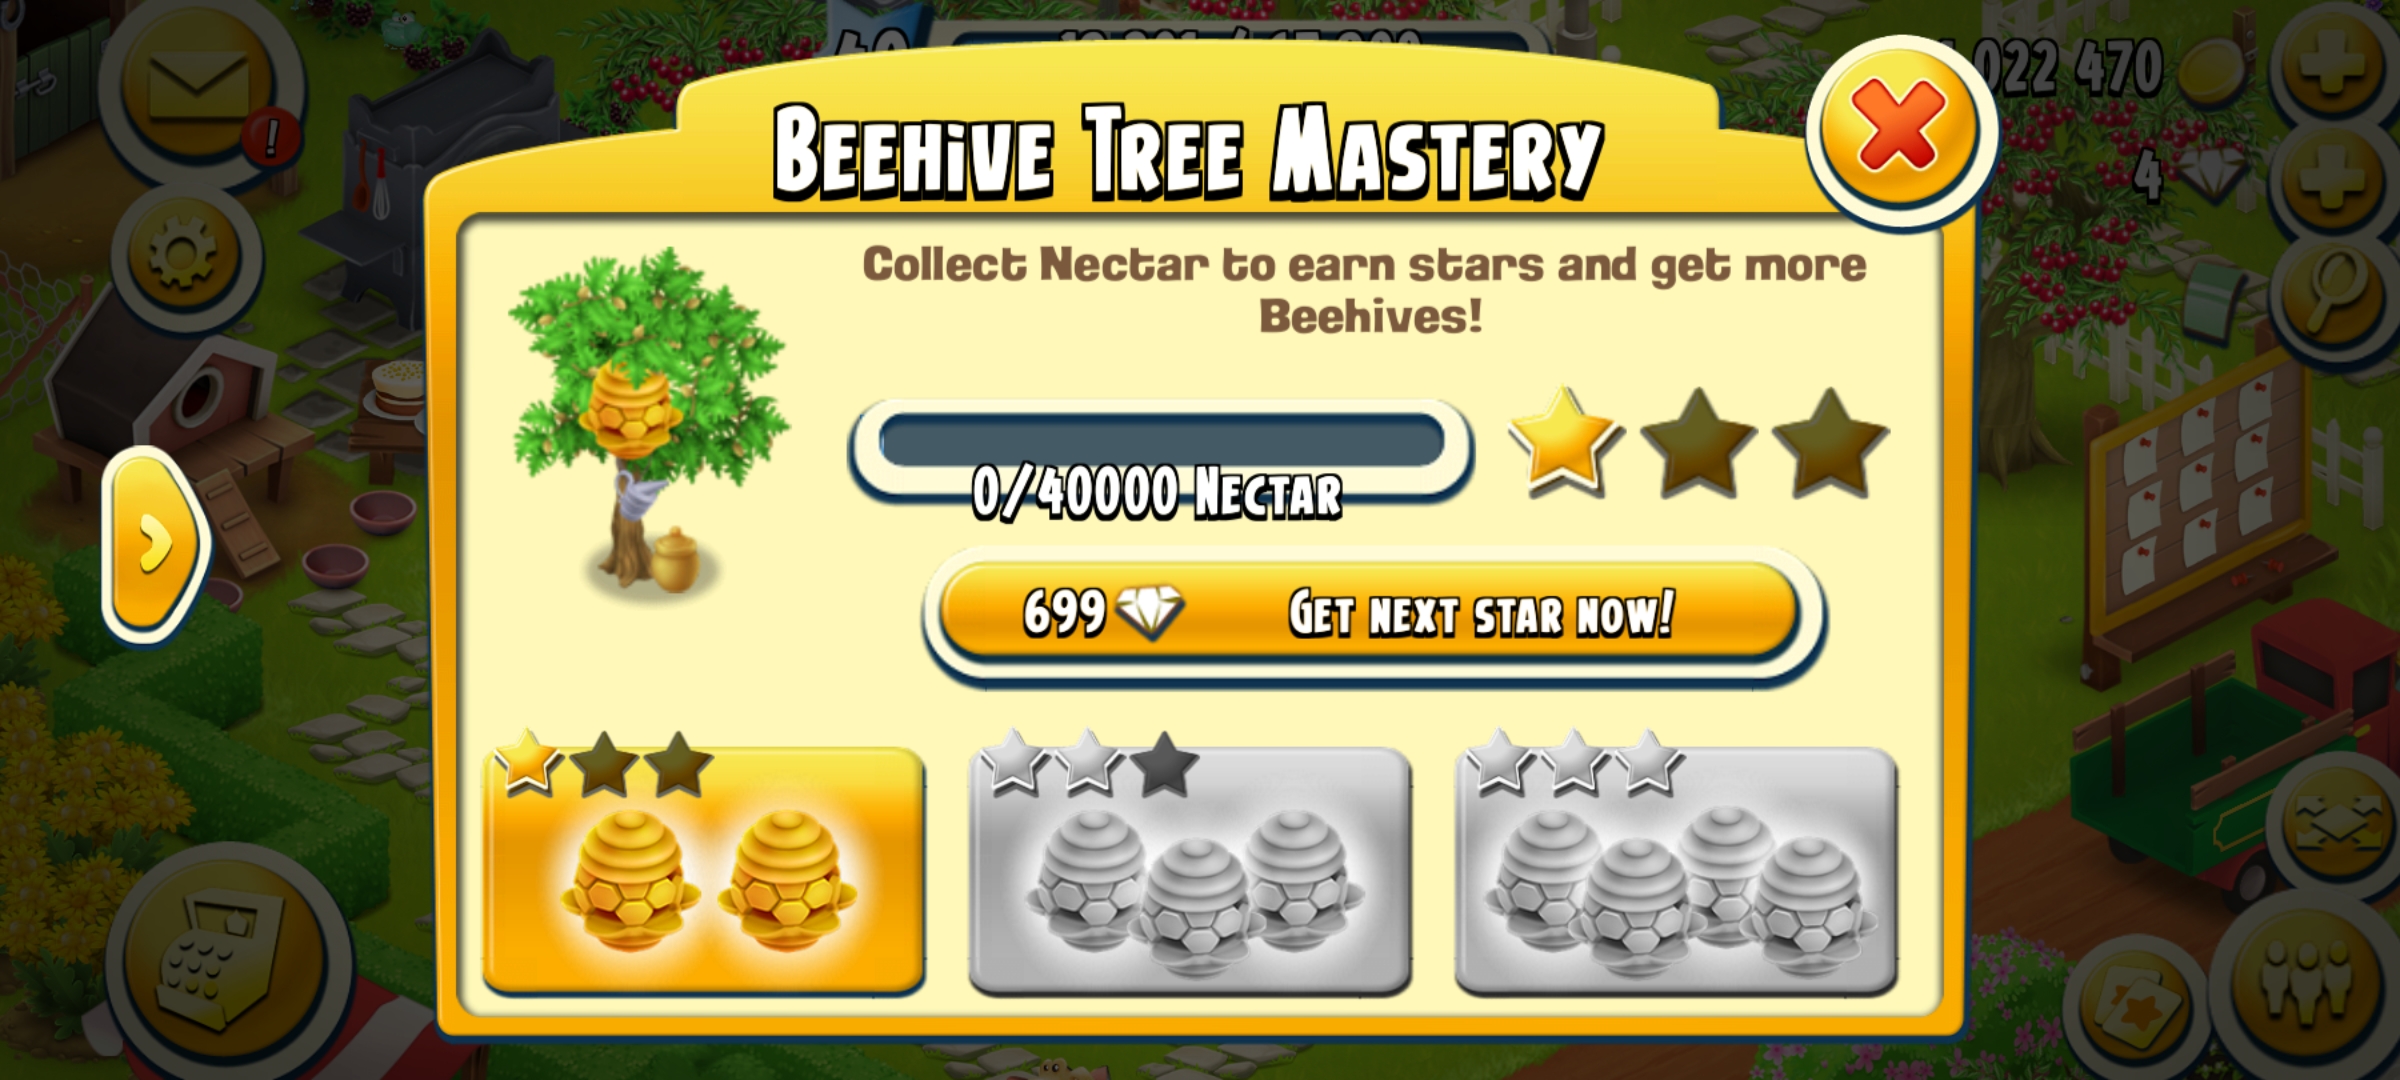 022 470
BEEHIVE TREE MASTERY
4
!
Collect Nectar to earn stars and get more
Beehives!
0/40000 NECTAR
699 GET NEXT STAR NOW!